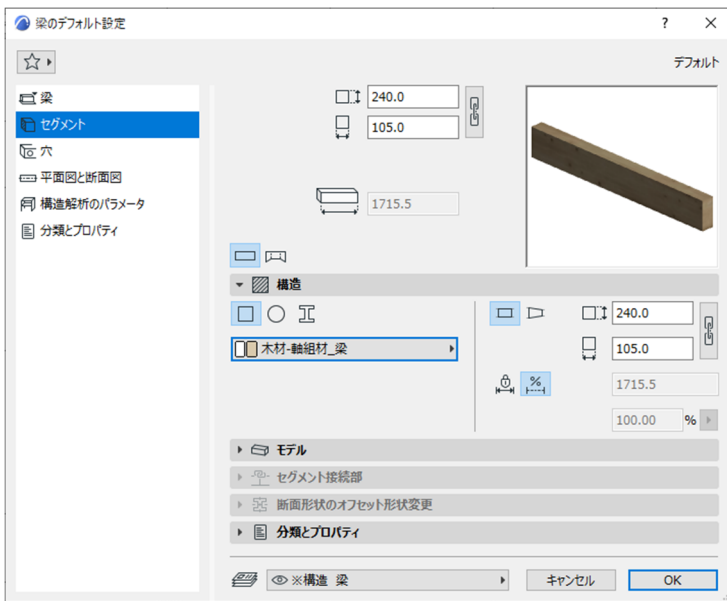 梁のデフォルト設定
?
デフォルト
梁
セグメント
穴
平面図と断面図
構造解析のパラメータ
分類とプロパティ
240.0
105.0
1715.5
構造
木材-軸組材_梁
240.0
105.0
%
1715.5
100.00 %
モデル
セグメント接続部
断面形状のオフセット形状変更
分類とプロパティ
※構造_梁
キャンセル
OK